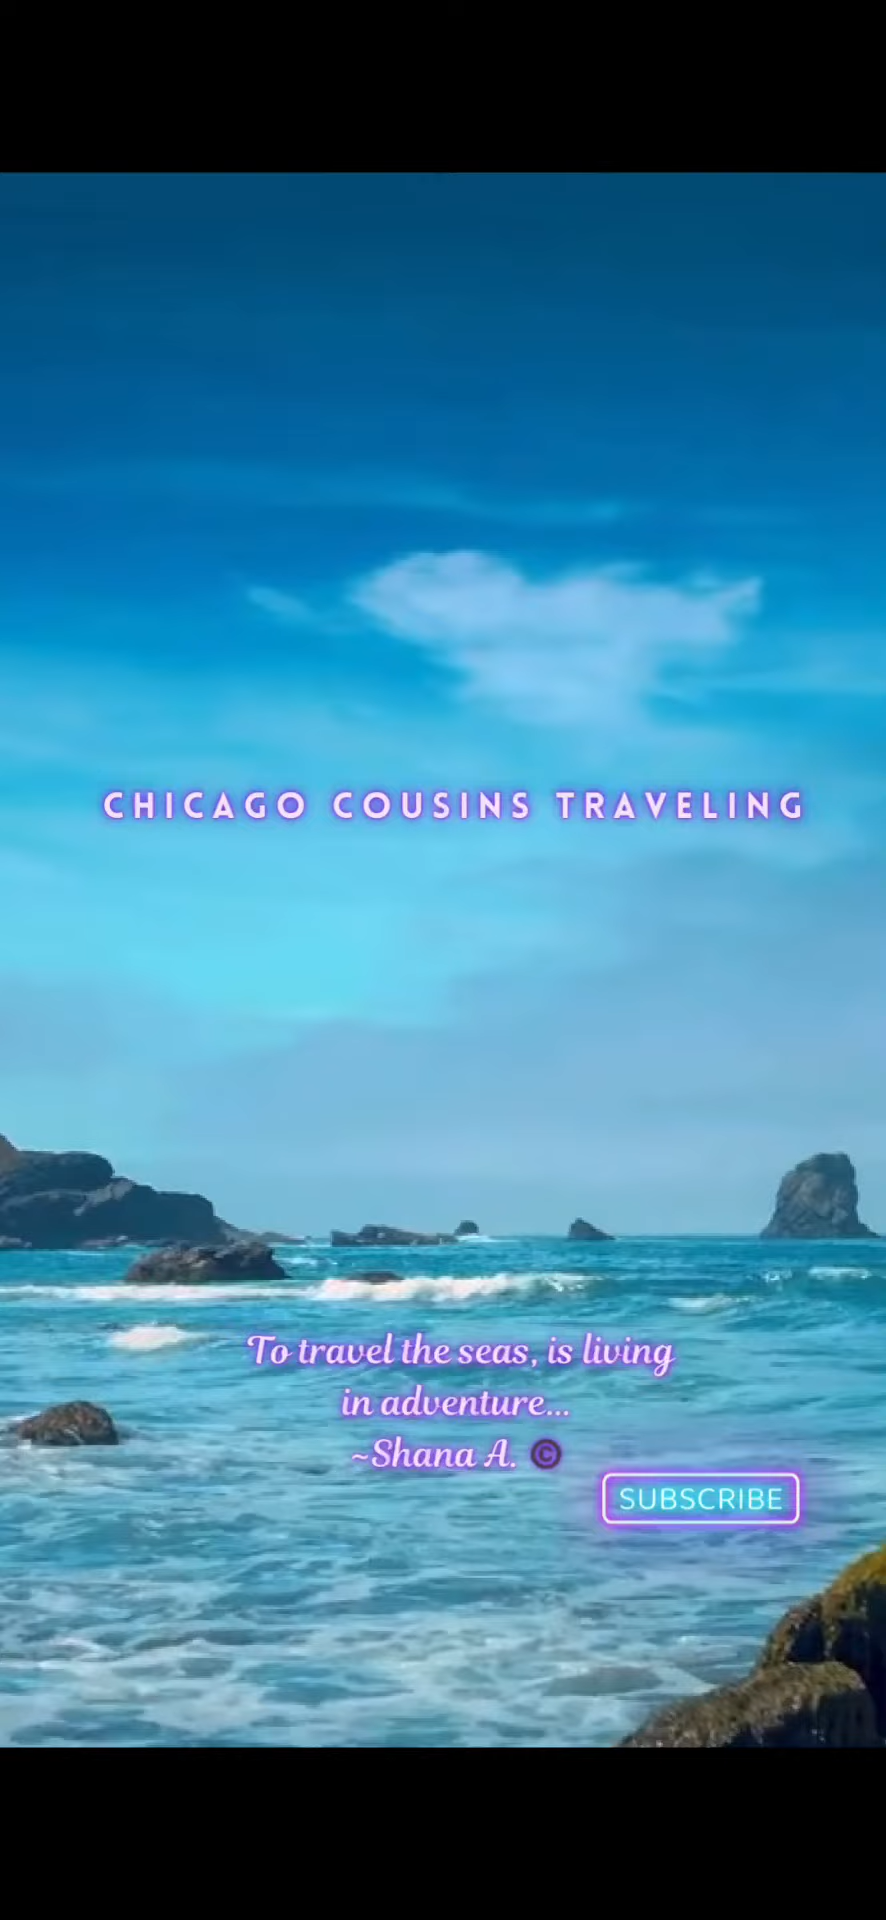 CHICAGO COUSINS TRAVELING
To travel the seas, is living
in adventure...
~Shana A. ©
SUBSCRIBE